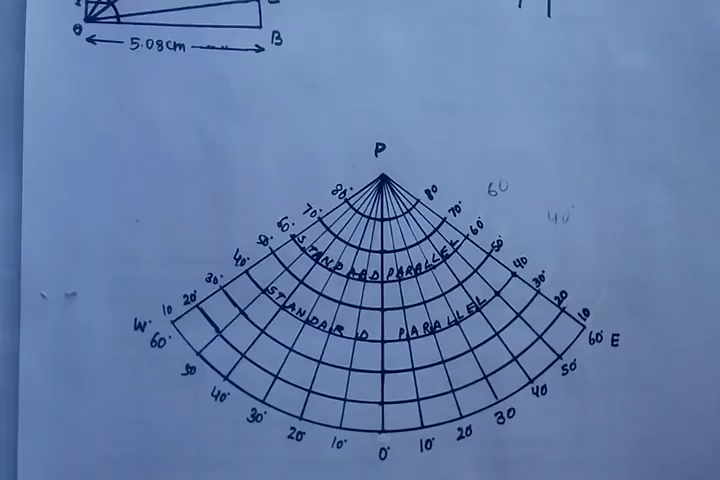 O
5.08cm
B
P
80° 80
70° 70°
60° 60°
50° 50°
40° 40
30° 30°
20° 20
10 10
60
40°
STANDARD PARALLEL
STANDARD PARALLEL
W 60°
60° E
50 40° 30° 20° 10° 0° 10° 20° 30 40 50°